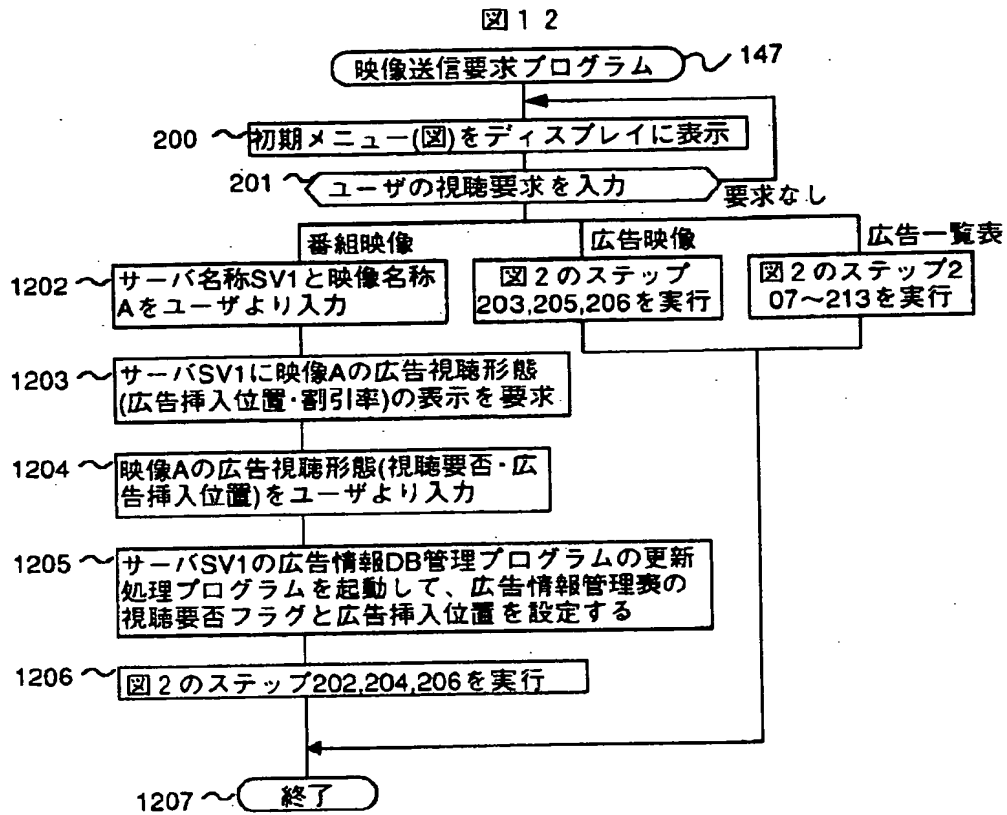 図12
映像送信要求プログラム 147
200 初期メニュー(図)をディスプレイに表示
201 ユーザの視聴要求を入力
要求なし
番組映像
広告映像
広告一覧表
1202 サーバ名称SV1と映像名称
Aをユーザより入力
図2のステップ
203,205,206を実行
図2のステップ2
07〜213を実行
1203 サーバSV1に映像Aの広告視聴形態
(広告挿入位置・割引率)の表示を要求
1204 映像Aの広告視聴形態(視聴要否・広
告挿入位置)をユーザより入力
1205 サーバSV1の広告情報DB管理プログラムの更新
処理プログラムを起動して、広告情報管理表の
視聴要否フラグと広告挿入位置を設定する
1206 図2のステップ202,204,206を実行
1207 終了